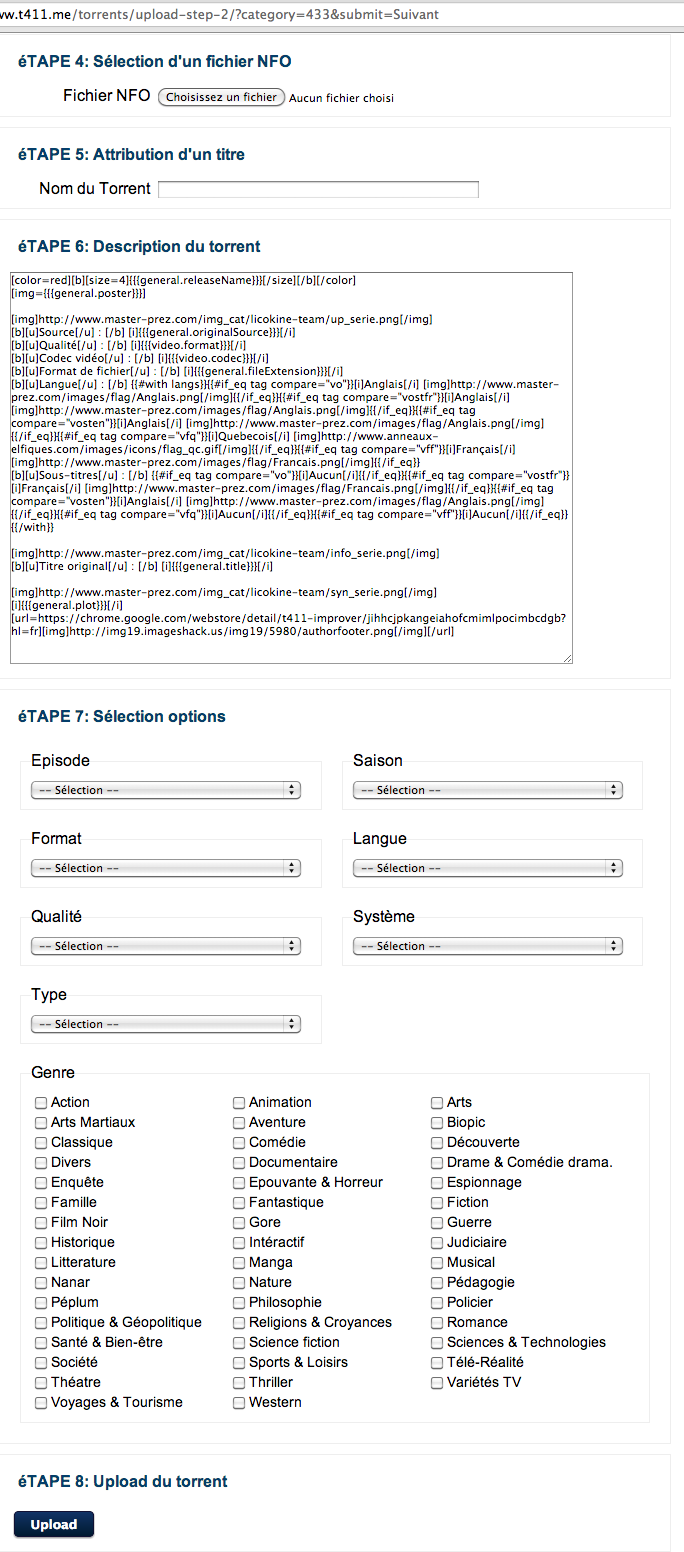 ww.t411.me/torrents/upload-step-2/?category=433&submit=Suivant
éTAPE 4: Sélection d'un fichier NFO
Fichier NFO Choisissez un fichier Aucun fichier choisi
éTAPE 5: Attribution d'un titre
Nom du Torrent
éTAPE 6: Description du torrent
[color=red][b][size=4]{{{general.releaseName}}}[/size][/b][/color]
[img={{{general.poster}}}]
[img]http://www.master-prez.com/img_cat/licokine-team/up_serie.png[/img]
[b][u]Source[/u] : [/b] [i]{{{general.originalSource}}}[/i]
[b][u]Qualité[/u] : [/b] [i]{{{video.format}}}[/i]
[b][u]Codec vidéo[/u] : [/b] [i]{{{video.codec}}}[/i]
[b][u]Format de fichier[/u] : [/b] [i]{{{general.fileExtension}}}[/i]
[b][u]Langue[/u] : [/b] {{#with langs}}{{#if_eq tag compare="vo"}}[i]Anglais[/i] [img]http://www.master-
prez.com/images/flag/Anglais.png[/img]{{/if_eq}}{{#if_eq tag compare="vostfr"}}[i]Anglais[/i]
[img]http://www.master-prez.com/images/flag/Anglais.png[/img]{{/if_eq}}{{#if_eq tag
compare="vosten"}}[i]Anglais[/i] [img]http://www.master-prez.com/images/flag/Anglais.png[/img]
{{/if_eq}}{{#if_eq tag compare="vfq"}}[i]Quebecois[/i] [img]http://www.anneaux-
elfiques.com/images/icons/flag_qc.gif[/img]{{/if_eq}}{{#if_eq tag compare="vff"}}[i]Français[/i]
[img]http://www.master-prez.com/images/flag/Francais.png[/img]{{/if_eq}}
[b][u]Sous-titres[/u] : [/b] {{#if_eq tag compare="vo"}}[i]Aucun[/i]{{/if_eq}}{{#if_eq tag compare="vostfr"}}
[i]Français[/i] [img]http://www.master-prez.com/images/flag/Francais.png[/img]{{/if_eq}}{{#if_eq tag
compare="vosten"}}[i]Anglais[/i] [img]http://www.master-prez.com/images/flag/Anglais.png[/img]
{{/if_eq}}{{#if_eq tag compare="vfq"}}[i]Aucun[/i]{{/if_eq}}{{#if_eq tag compare="vff"}}[i]Aucun[/i]{{/if_eq}}
{{/with}}
[img]http://www.master-prez.com/img_cat/licokine-team/info_serie.png[/img]
[b][u]Titre original[/u] : [/b] [i]{{{general.title}}}[/i]
[img]http://www.master-prez.com/img_cat/licokine-team/syn_serie.png[/img]
[i]{{{general.plot}}}[/i]
[url=https://chrome.google.com/webstore/detail/t411-improver/jihhcjpkangeiahofcmimlpocimbcdgb?
hl=fr][img]http://img19.imageshack.us/img19/5980/authorfooter.png[/img][/url]
éTAPE 7: Sélection options
Episode Saison
-- Sélection -- -- Sélection --
Format Langue
-- Sélection -- -- Sélection --
Qualité Système
-- Sélection -- -- Sélection --
Type
-- Sélection --
Genre
Action Animation Arts
Arts Martiaux Aventure Biopic
Classique Comédie Découverte
Divers Documentaire Drame & Comédie drama.
Enquête Epouvante & Horreur Espionnage
Famille Fantastique Fiction
Film Noir Gore Guerre
Historique Intéractif Judiciaire
Litterature Manga Musical
Nanar Nature Pédagogie
Péplum Philosophie Policier
Politique & Géopolitique Religions & Croyances Romance
Santé & Bien-être Science fiction Sciences & Technologies
Société Sports & Loisirs Télé-Réalité
Théatre Thriller Variétés TV
Voyages & Tourisme Western
éTAPE 8: Upload du torrent
Upload